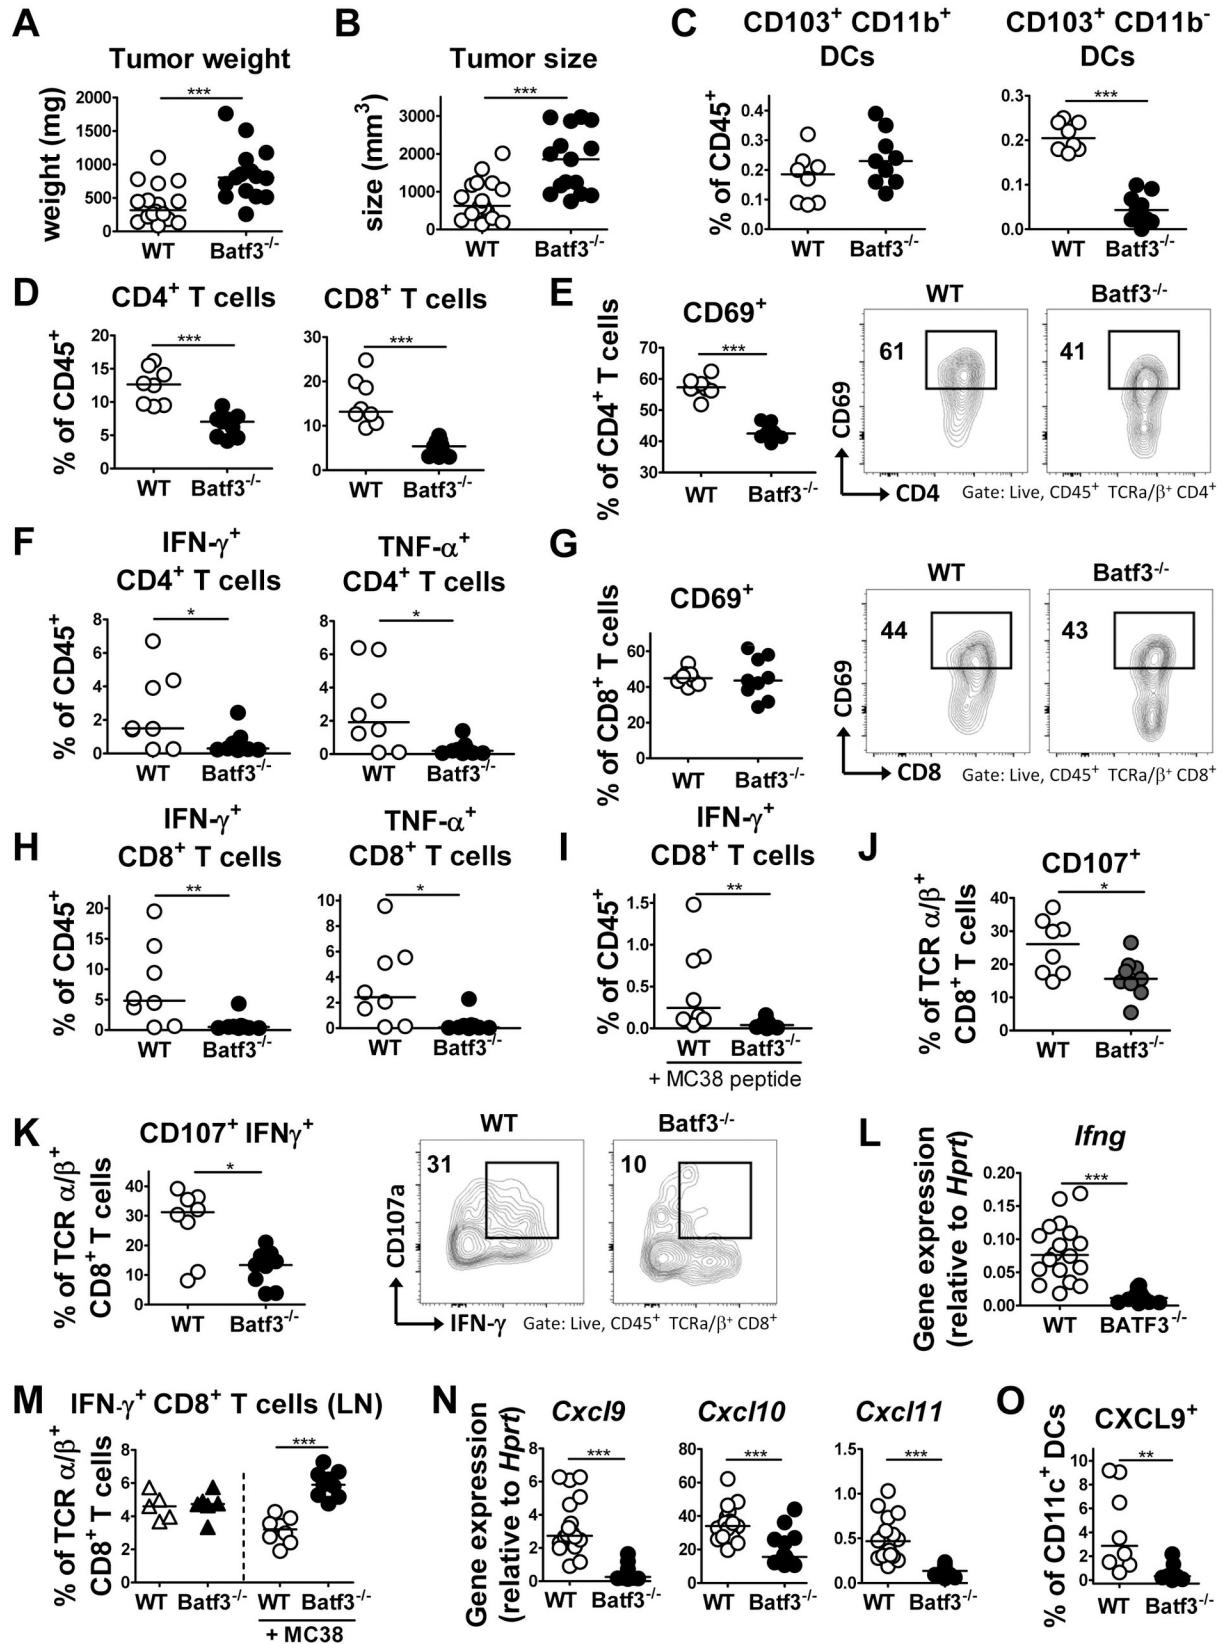 A
Tumor weight
weight (mg)
***
2000
1500
1000
500
0
WT Batf3-/-
B
Tumor size
size (mm3)
***
3000
2000
1000
0
WT Batf3-/-
C
CD103+ CD11b+
DCs
% of CD45+
0.4
0.3
0.2
0.1
0.0
WT Batf3-/-
CD103+ CD11b-
DCs
***
0.3
0.2
0.1
0.0
WT Batf3-/-
D
CD4+ T cells
% of CD45+
***
20
15
10
5
0
WT Batf3-/-
CD8+ T cells
***
30
20
10
0
WT Batf3-/-
E
CD69+
% of CD4+ T cells
***
70
60
50
40
30
WT Batf3-/-
WT
61
Batf3-/-
41
CD69
CD4
Gate: Live, CD45+ TCRa/β+ CD4+
F
IFN-γ+
CD4+ T cells
% of CD45+
*
8
6
4
2
0
WT Batf3-/-
TNF-α+
CD4+ T cells
*
8
6
4
2
0
WT Batf3-/-
G
CD69+
% of CD8+ T cells
60
40
20
0
WT Batf3-/-
WT
44
Batf3-/-
43
CD69
CD8
Gate: Live, CD45+ TCRa/β+ CD8+
H
IFN-γ+
CD8+ T cells
% of CD45+
**
20
15
10
5
0
WT Batf3-/-
TNF-α+
CD8+ T cells
*
10
8
6
4
2
0
WT Batf3-/-
I
IFN-γ+
CD8+ T cells
% of CD45+
**
1.5
1.0
0.5
0.0
WT Batf3-/-
+ MC38 peptide
J
CD107+
% of TCR α/β+
CD8+ T cells
*
40
30
20
10
0
WT Batf3-/-
K
CD107+ IFNγ+
% of TCR α/β+
CD8+ T cells
*
40
30
20
10
0
WT Batf3-/-
WT
31
Batf3-/-
10
CD107a
IFN-γ
Gate: Live, CD45+ TCRa/β+ CD8+
L
Ifng
Gene expression
(relative to Hprt)
***
0.20
0.15
0.10
0.05
0.00
WT BATF3-/-
M
IFN-γ+ CD8+ T cells (LN)
% of TCR α/β+
CD8+ T cells
***
8
6
4
2
0
WT Batf3-/- WT Batf3-/-
+ MC38
N
Gene expression
(relative to Hprt)
Cxcl9
***
8
6
4
2
0
WT Batf3-/-
Cxcl10
***
80
60
40
20
0
WT Batf3-/-
Cxcl11
***
1.5
1.0
0.5
0.0
WT Batf3-/-
O
CXCL9+
% of CD11c+ DCs
**
10
8
6
4
2
0
WT Batf3-/-